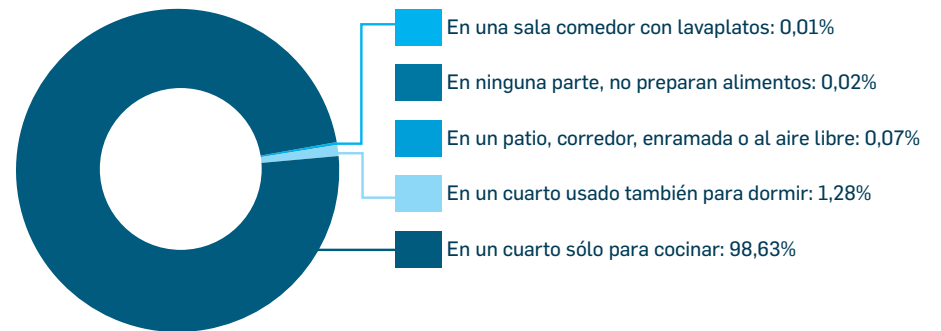 En una sala comedor con lavaplatos: 0,01%
En ninguna parte, no preparan alimentos: 0,02%
En un patio, corredor, enramada o al aire libre: 0,07%
En un cuarto usado también para dormir: 1,28%
En un cuarto sólo para cocinar: 98,63%